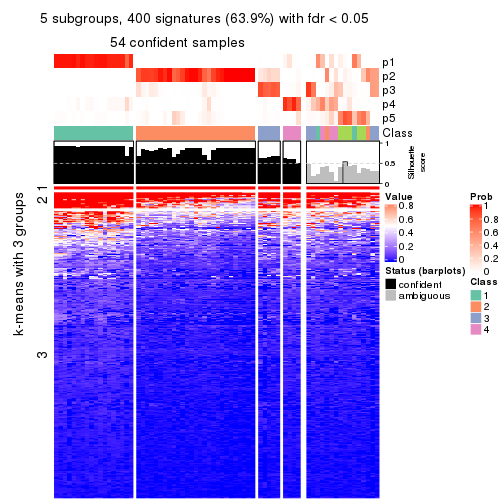 5 subgroups, 400 signatures (63.9%) with fdr < 0.05
54 confident samples
p1
p2
p3
p4
p5
Class
1
0.5
0
Silhouette
score
k-means with 3 groups
1
2
3
Value
0.8
0.6
0.4
0.2
0
Status (barplots)
confident
ambiguous
Prob
1
0.8
0.6
0.4
0.2
0
Class
1
2
3
4